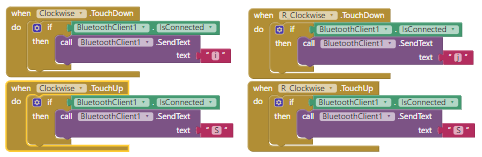 when Clockwise .TouchDown
do if BluetoothClient1 . IsConnected
then call BluetoothClient1 .SendText
text " i "
when Clockwise .TouchUp
do if BluetoothClient1 . IsConnected
then call BluetoothClient1 .SendText
text " S "
when R_Clockwise .TouchDown
do if BluetoothClient1 . IsConnected
then call BluetoothClient1 .SendText
text " j "
when R_Clockwise .TouchUp
do if BluetoothClient1 . IsConnected
then call BluetoothClient1 .SendText
text " S "